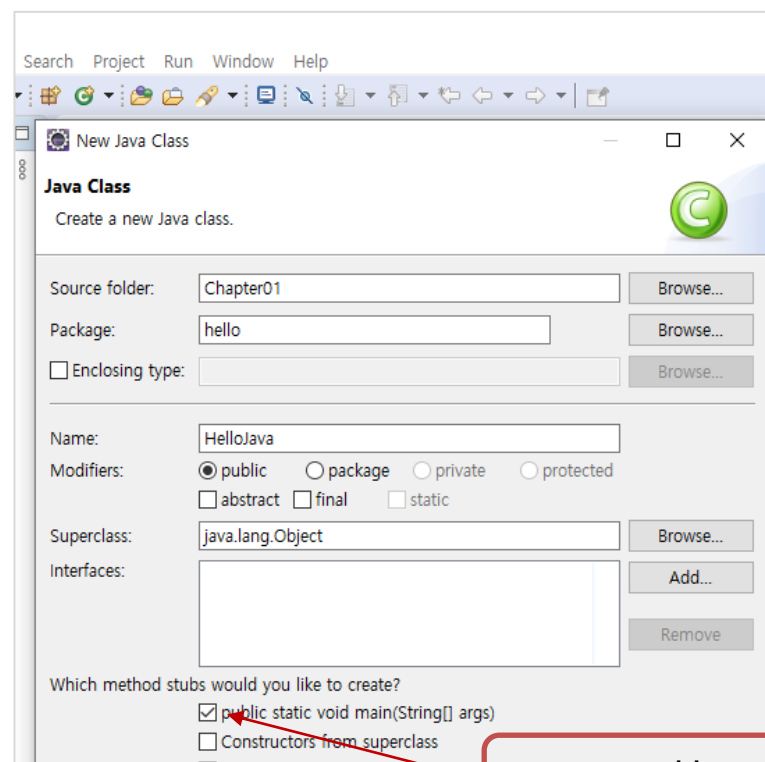 Search Project Run Window Help
New Java Class
Java Class
Create a new Java class.
Source folder: Chapter01 Browse...
Package: hello Browse...
Enclosing type: Browse...
Name: HelloJava
Modifiers: public package private protected
abstract final static
Superclass: java.lang.Object Browse...
Interfaces: Add...
Remove
Which method stubs would you like to create?
public static void main(String[] args)
Constructors from superclass